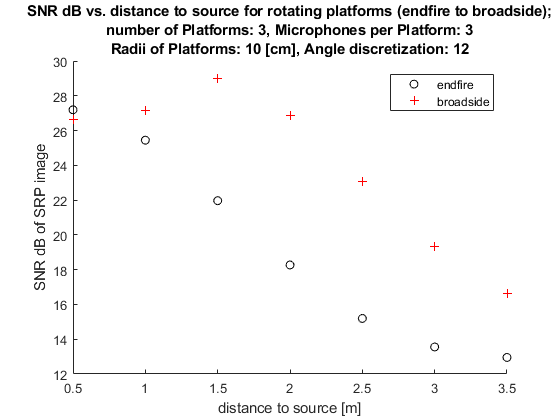 SNR dB vs. distance to source for rotating platforms (endfire to broadside);
number of Platforms: 3, Microphones per Platform: 3
Radii of Platforms: 10 [cm], Angle discretization: 12
30
28
26
24
22
20
18
16
14
12
SNR dB of SRP image
endfire
broadside
0.5
1
1.5
2
2.5
3
3.5
distance to source [m]